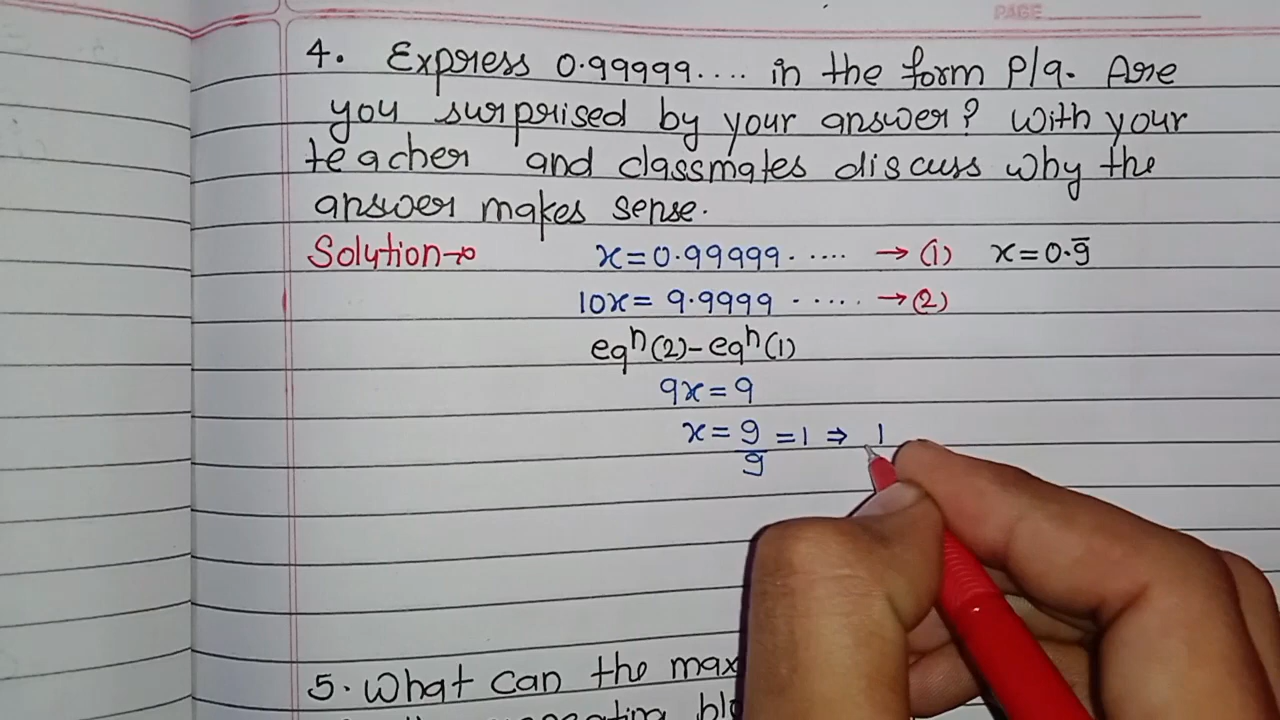 PAGE
4. Express 0.99999.... in the form P/q. Are
you surprised by your answer? With your
teacher and classmates discuss why the
answer makes sense.
Solution→ x=0.99999...... →(1) x=0.9̅
10x= 9.9999 ...... →(2)
eqⁿ(2)-eqⁿ(1)
9x=9
x= 9/9 =1 ⇒ 1
5. What can the